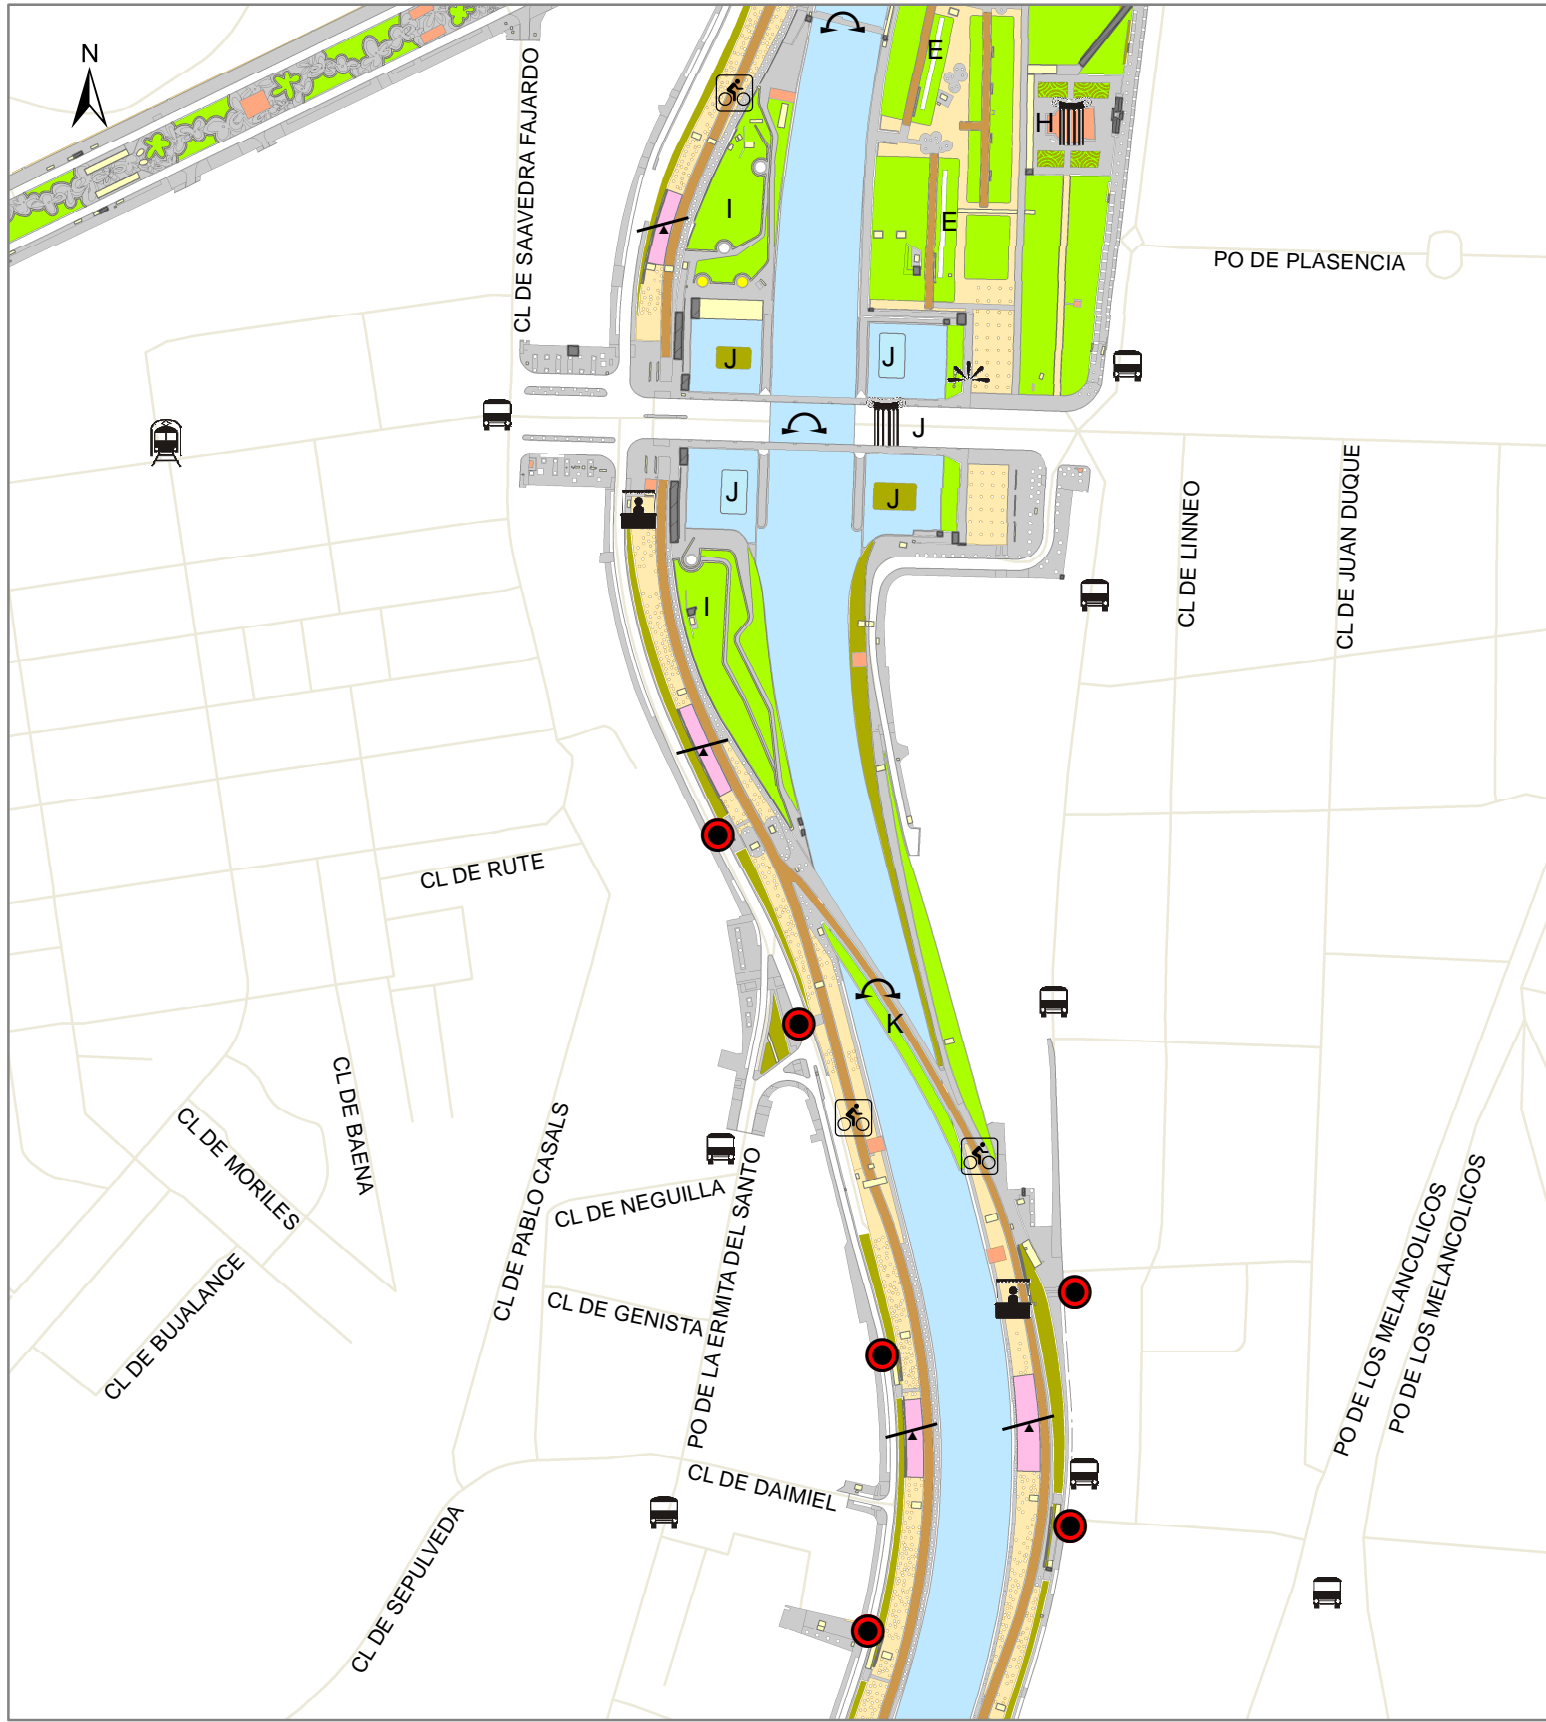 N
CL DE SAAVEDRA FAJARDO
E
H
I
E
PO DE PLASENCIA
J
J
J
J
J
CL DE LINNEO
CL DE JUAN DUQUE
I
CL DE RUTE
K
CL DE BAENA
CL DE MORILES
CL DE PABLO CASALS
CL DE NEGUILLA
PO DE LA ERMITA DEL SANTO
CL DE BUJALANCE
CL DE GENISTA
PO DE LOS MELANCOLICOS
PO DE LOS MELANCOLICOS
CL DE DAIMIEL
CL DE SEPULVEDA